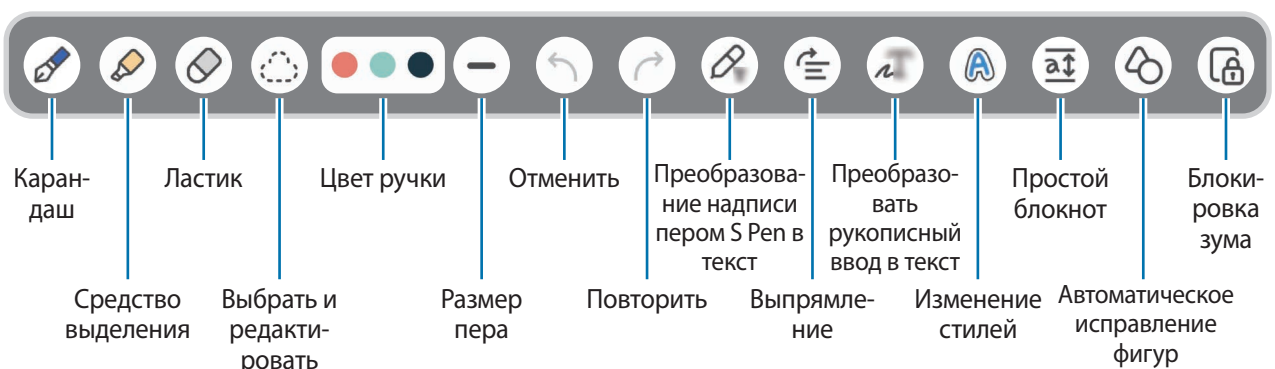 Каран-
даш
Средство
выделения
Ластик
Выбрать и
редакти-
ровать
Цвет ручки
Размер
пера
Отменить
Повторить
Преобразова-
ние надписи
пером S Pen в
текст
Выпрямле-
ние
Преобразо-
вать
рукописный
ввод в текст
Изменение
стилей
Простой
блокнот
Автоматическое
исправление
фигур
Блоки-
ровка
зума